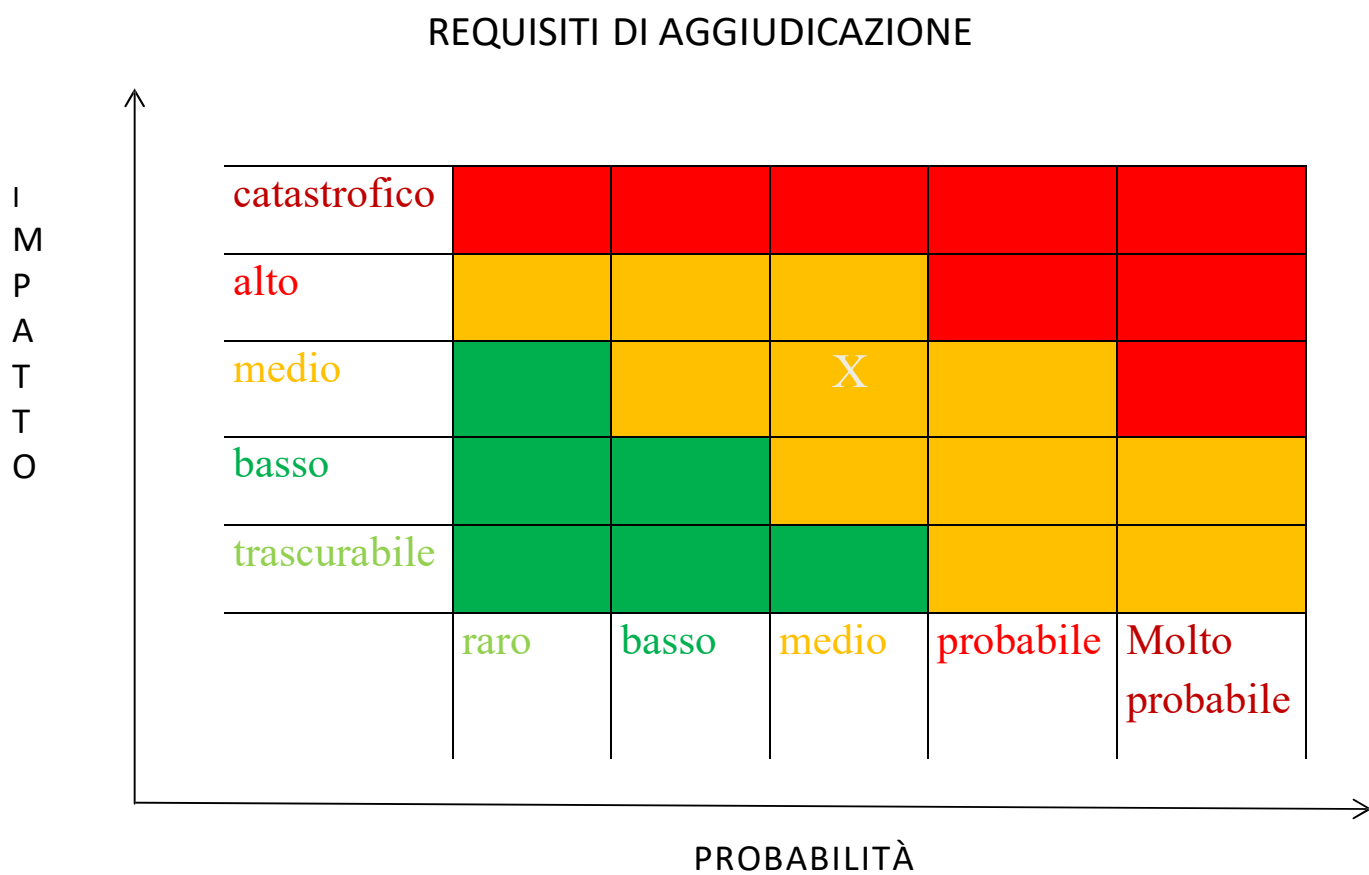 REQUISITI DI AGGIUDICAZIONE
I
M
P
A
T
T
O
catastrofico
alto
medio
X
basso
trascurabile
raro
basso
medio
probabile
Molto
probabile
PROBABILITÀ